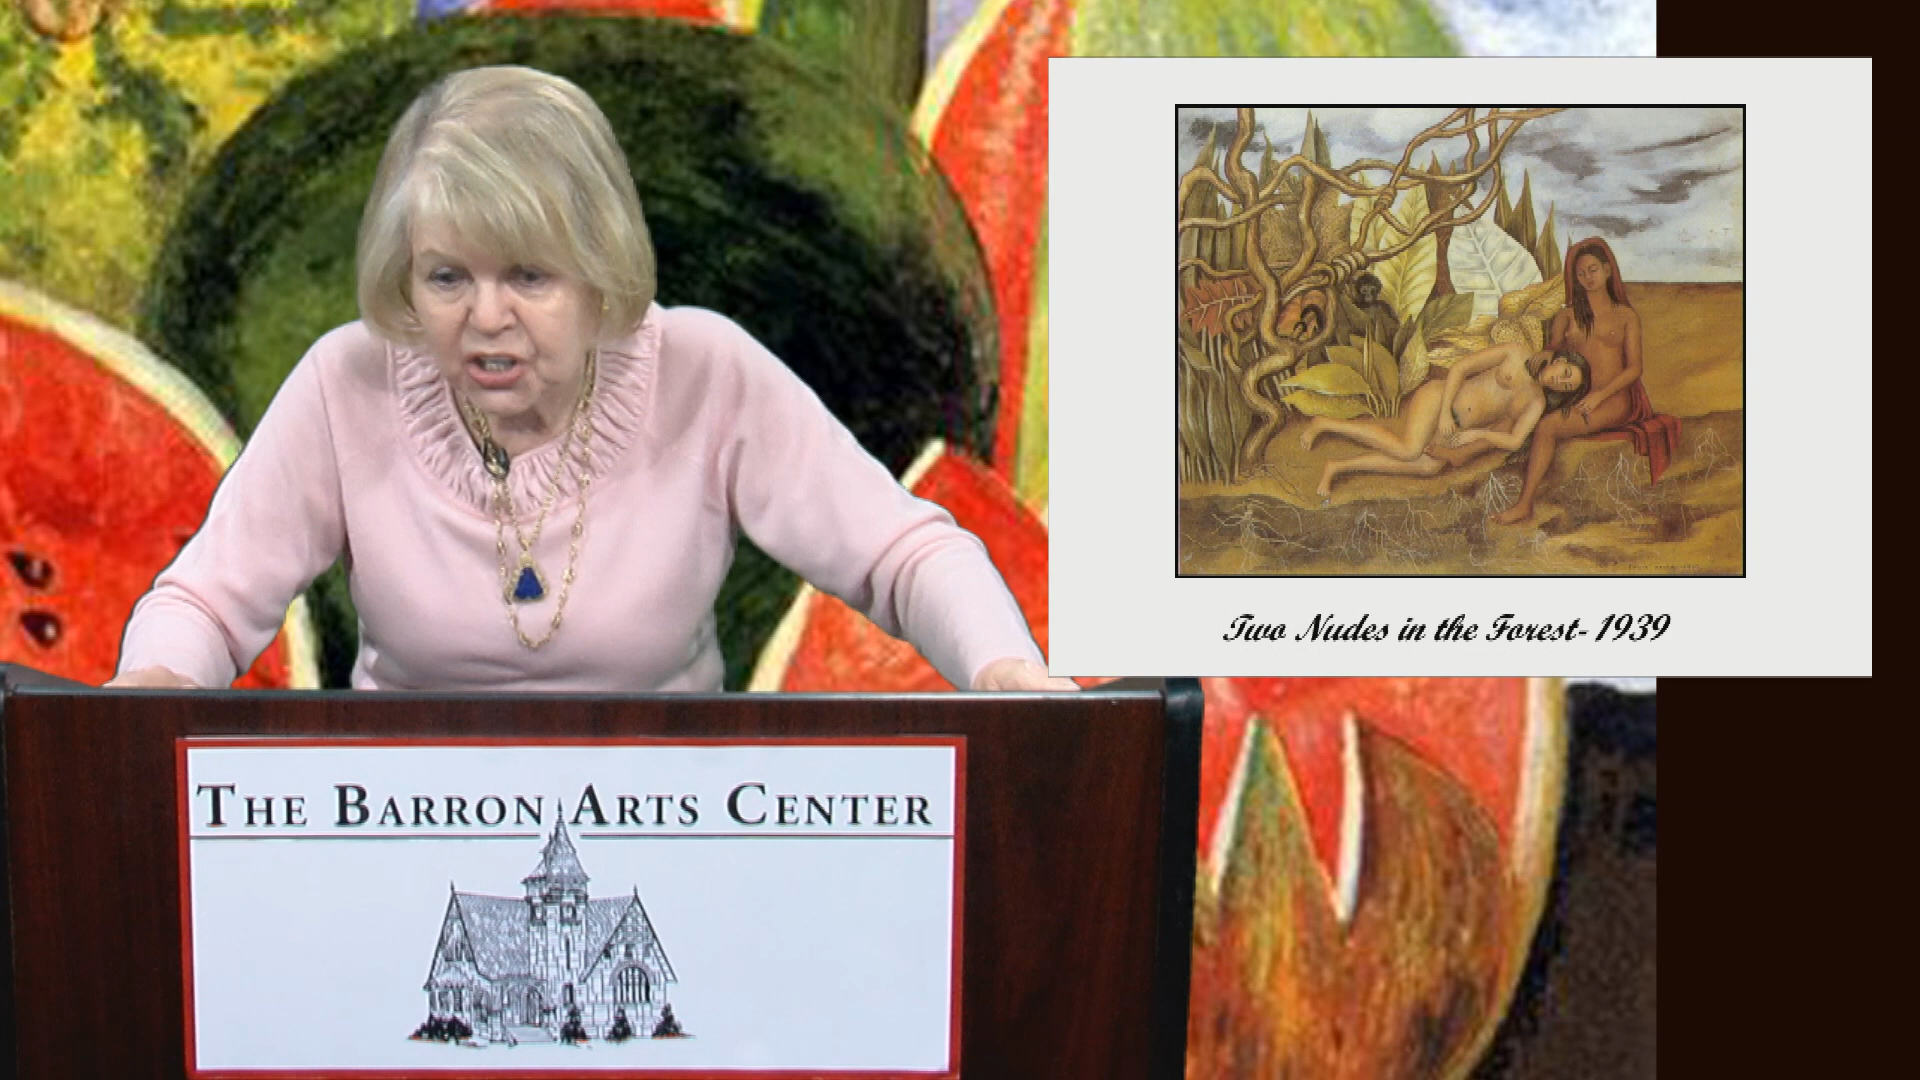 Two Nudes in the Forest- 1939
THE BARRON ARTS CENTER